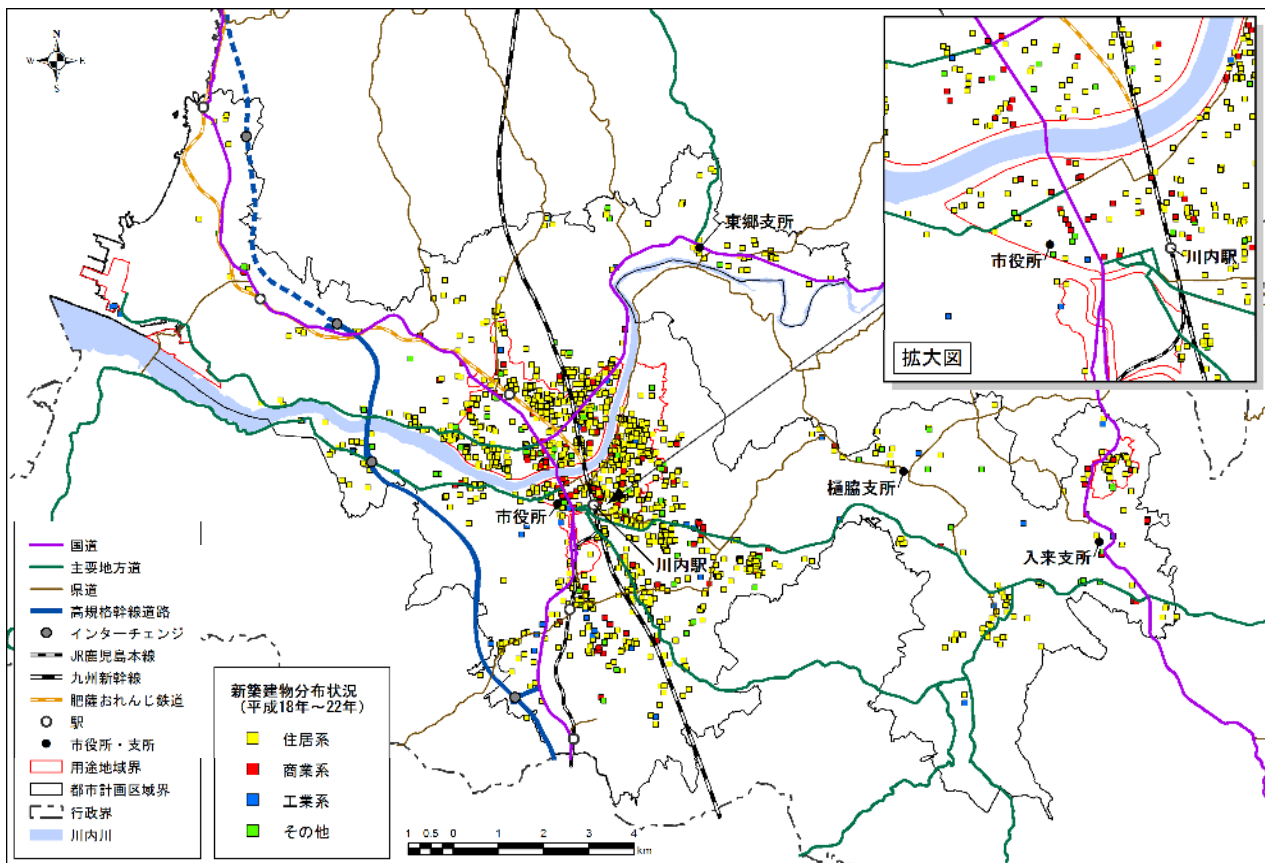 N
W
E
S
市役所
川内駅
拡大図
東郷支所
樋脇支所
入来支所
市役所
川内駅
国道
主要地方道
県道
高規格幹線道路
インターチェンジ
JR鹿児島本線
九州新幹線
肥薩おれんじ鉄道
駅
市役所・支所
用途地域界
都市計画区域界
行政界
川内川
新築建物分布状況
（平成18年～22年）
住居系
商業系
工業系
その他
1 0.5 0 1 2 3 4
km